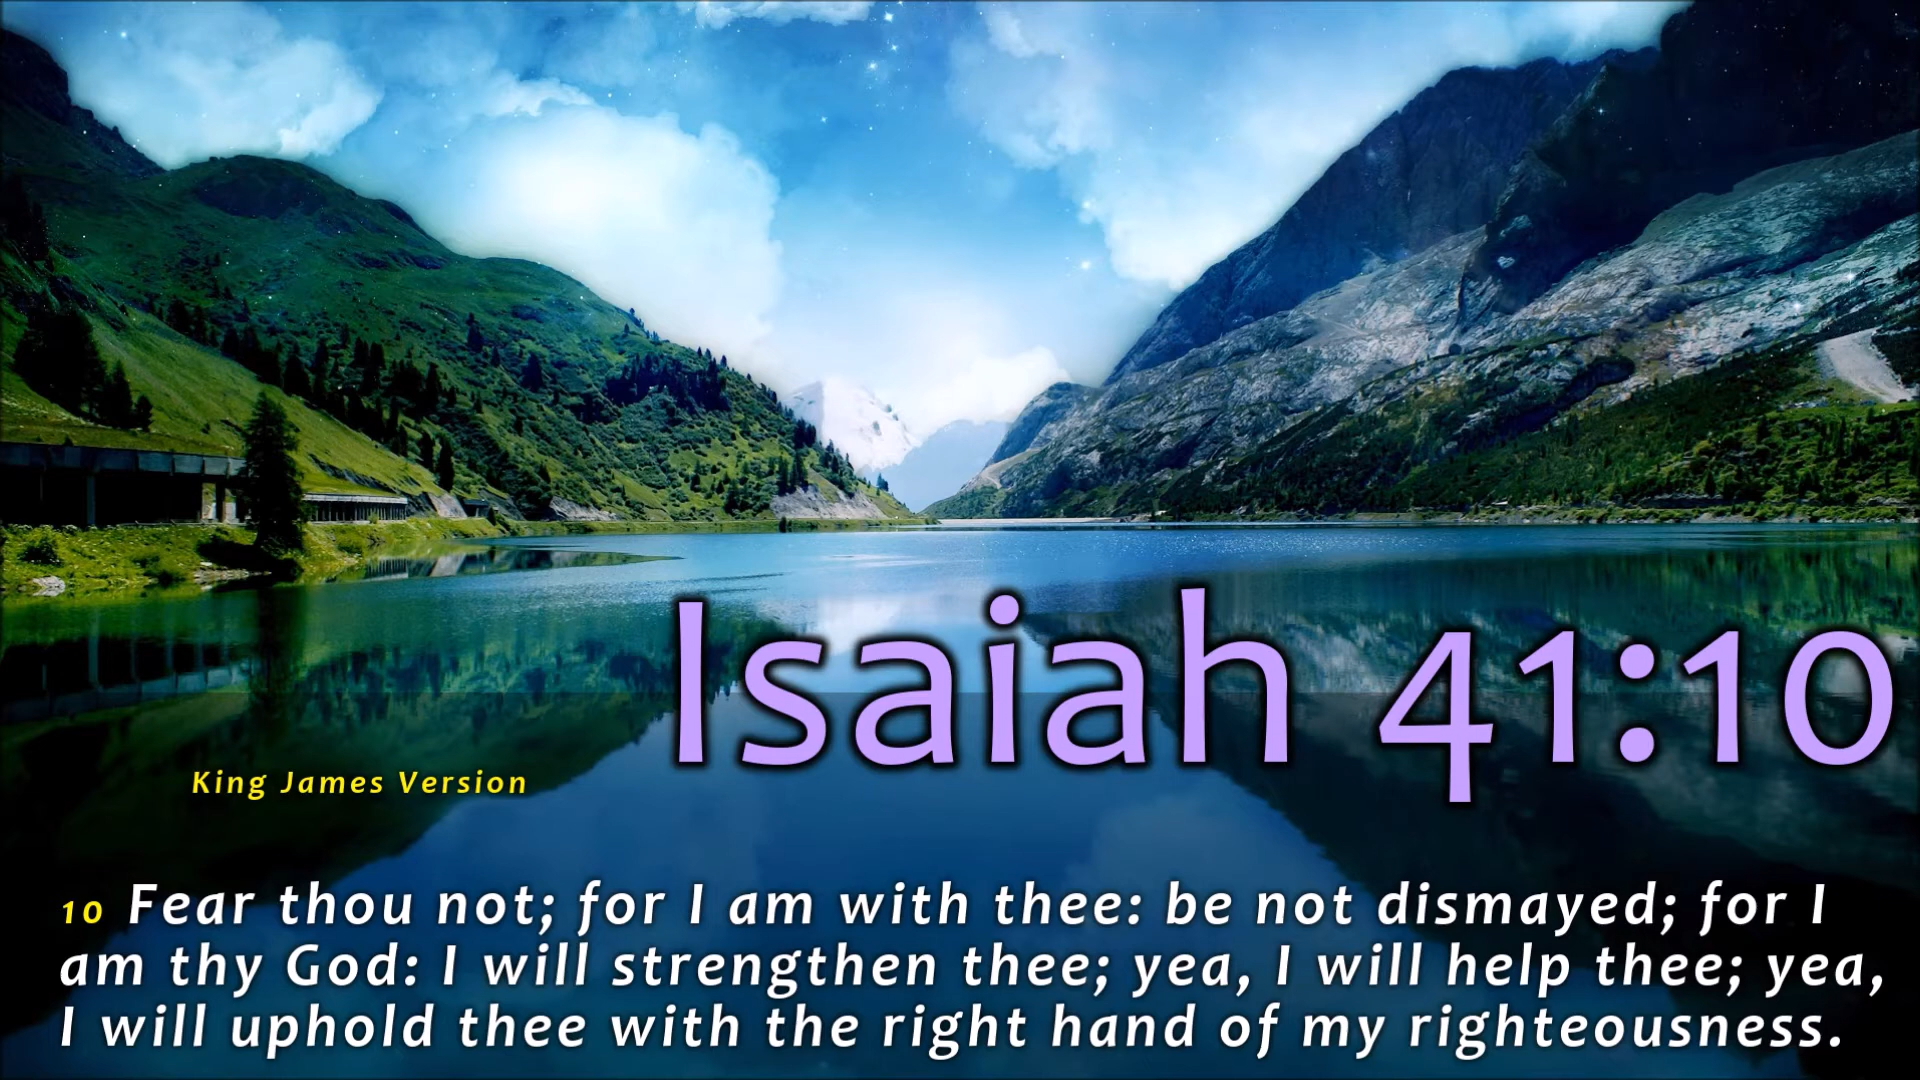 Isaiah 41:10
King James Version
10 Fear thou not; for I am with thee: be not dismayed; for I
am thy God: I will strengthen thee; yea, I will help thee; yea,
I will uphold thee with the right hand of my righteousness.